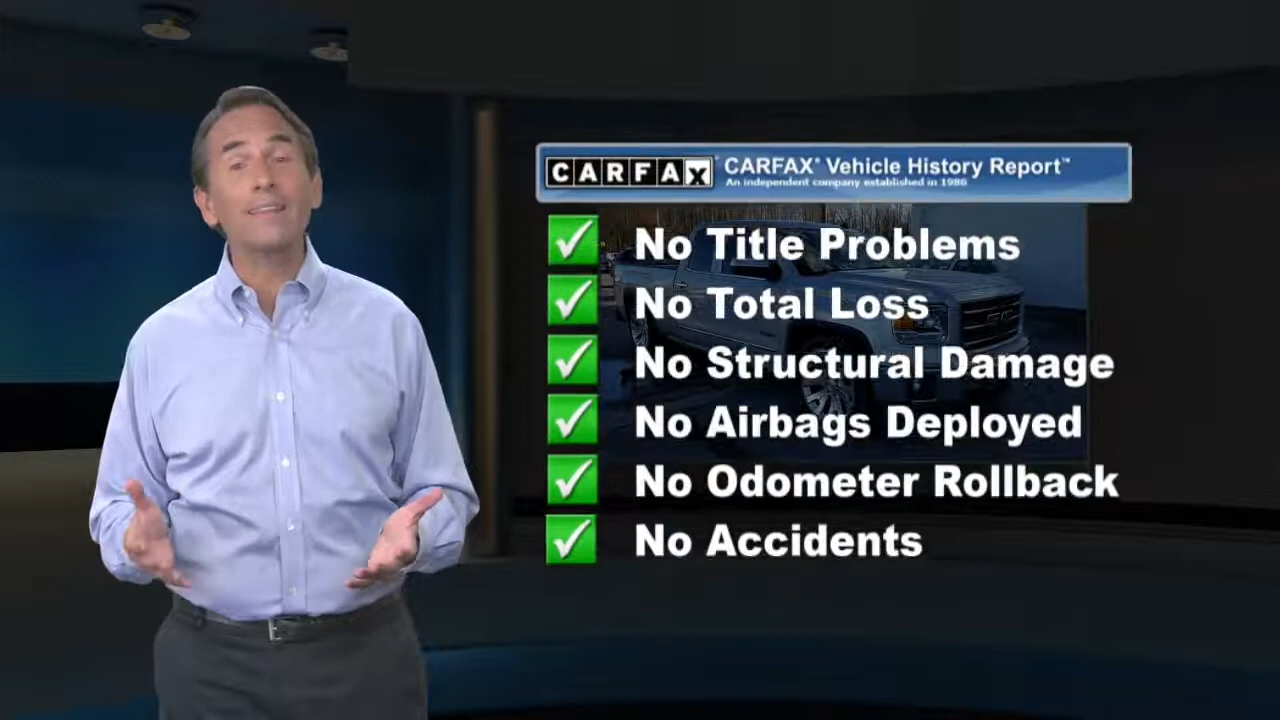 CARFAX CARFAX® Vehicle History Report™
An independent company established in 1986
No Title Problems
No Total Loss
No Structural Damage
No Airbags Deployed
No Odometer Rollback
No Accidents